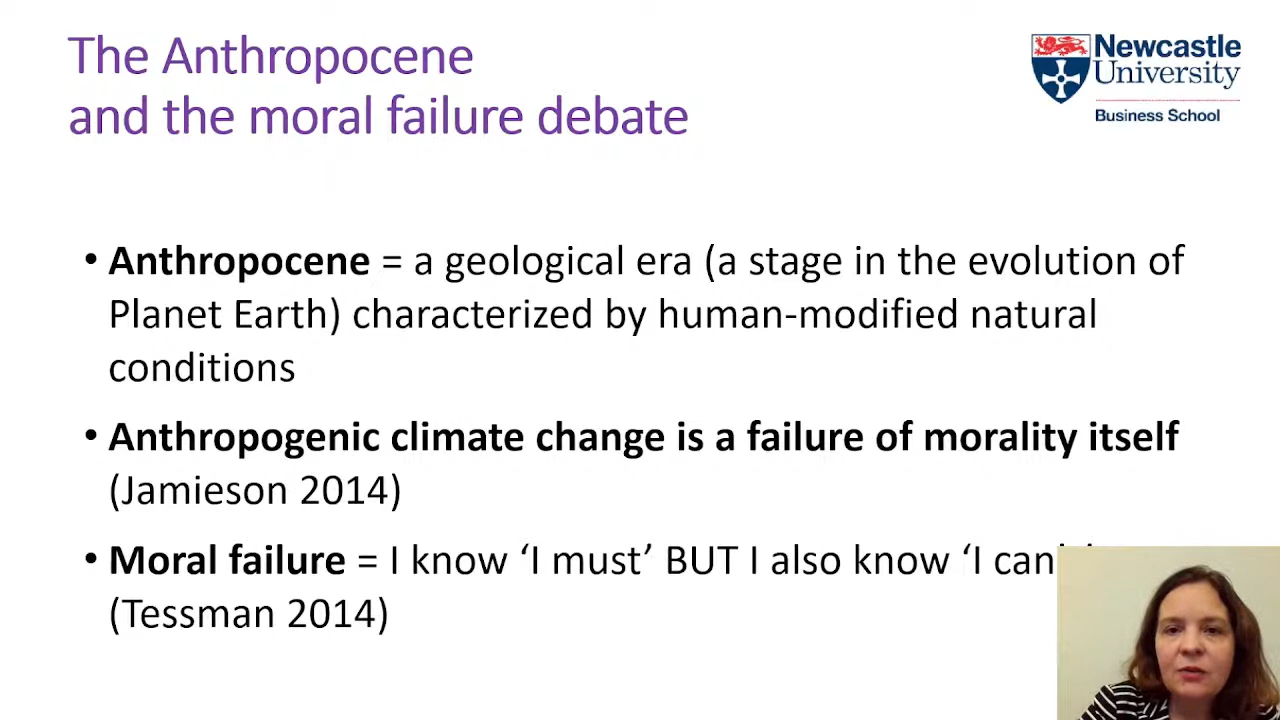 The Anthropocene
and the moral failure debate
Newcastle
University
Business School
• Anthropocene = a geological era (a stage in the evolution of
Planet Earth) characterized by human-modified natural
conditions
• Anthropogenic climate change is a failure of morality itself
(Jamieson 2014)
• Moral failure = I know ‘I must’ BUT I also know ‘I
(Tessman 2014)